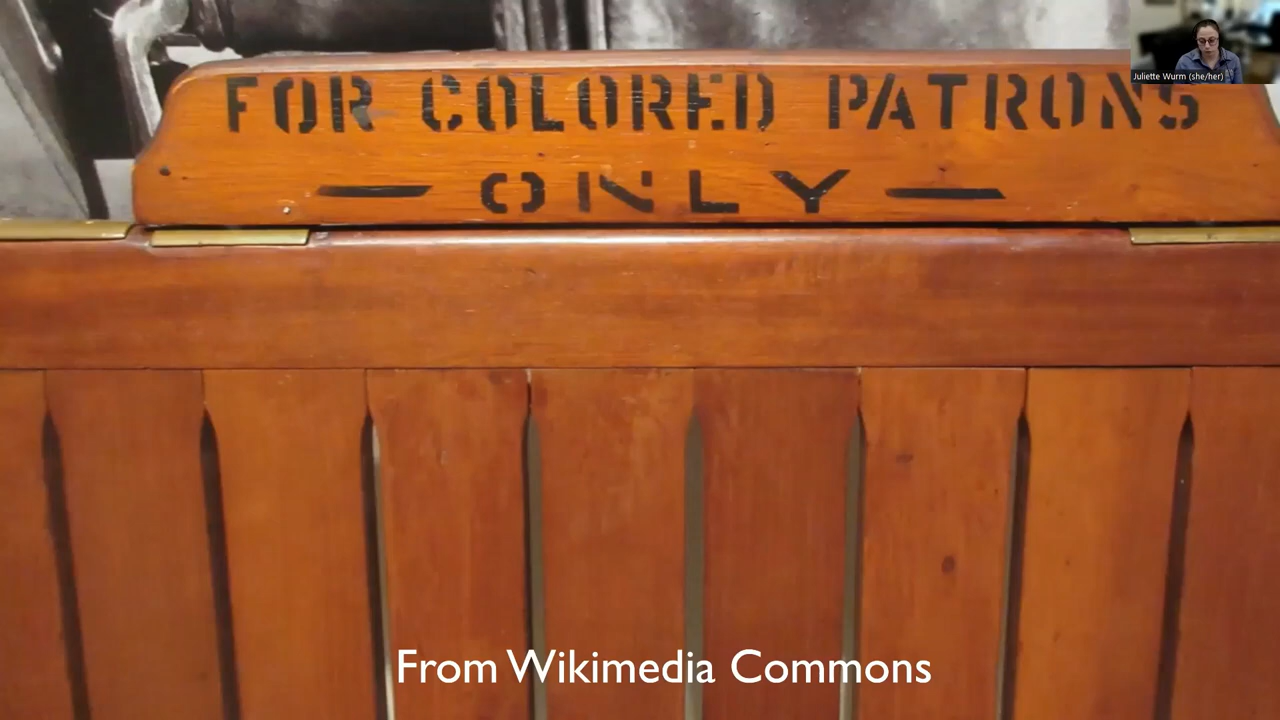 Juliette Wurm (she/her)
FOR COLORED PATRONS
— ONLY —
From Wikimedia Commons